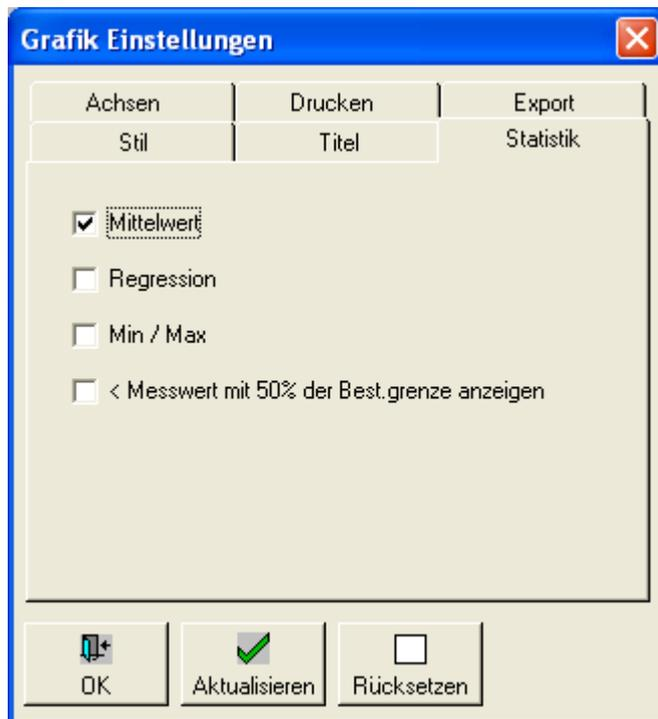 Grafik Einstellungen
Achsen Drucken Export
Stil Titel Statistik
Mittelwert
Regression
Min / Max
< Messwert mit 50% der Best.grenze anzeigen
OK Aktualisieren Rücksetzen